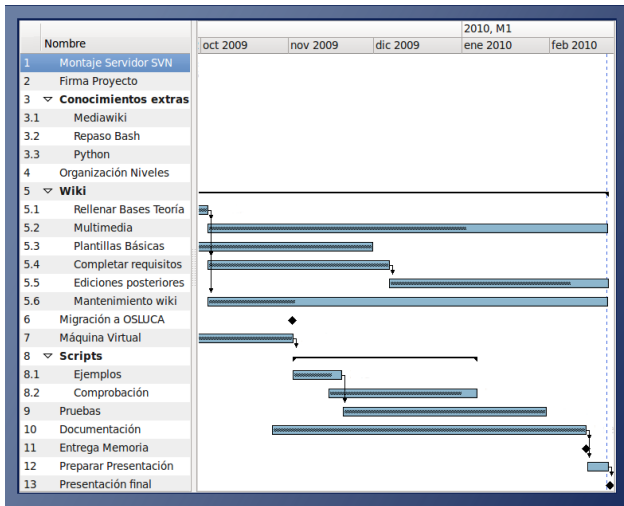 2010, M1
Nombre oct 2009 nov 2009 dic 2009 ene 2010 feb 2010
1 Montaje Servidor SVN
2 Firma Proyecto
3 Conocimientos extras
3.1 Mediawiki
3.2 Repaso Bash
3.3 Python
4 Organización Niveles
5 Wiki
5.1 Rellenar Bases Teoría
5.2 Multimedia
5.3 Plantillas Básicas
5.4 Completar requisitos
5.5 Ediciones posteriores
5.6 Mantenimiento wiki
6 Migración a OSLUCA
7 Máquina Virtual
8 Scripts
8.1 Ejemplos
8.2 Comprobación
9 Pruebas
10 Documentación
11 Entrega Memoria
12 Preparar Presentación
13 Presentación final